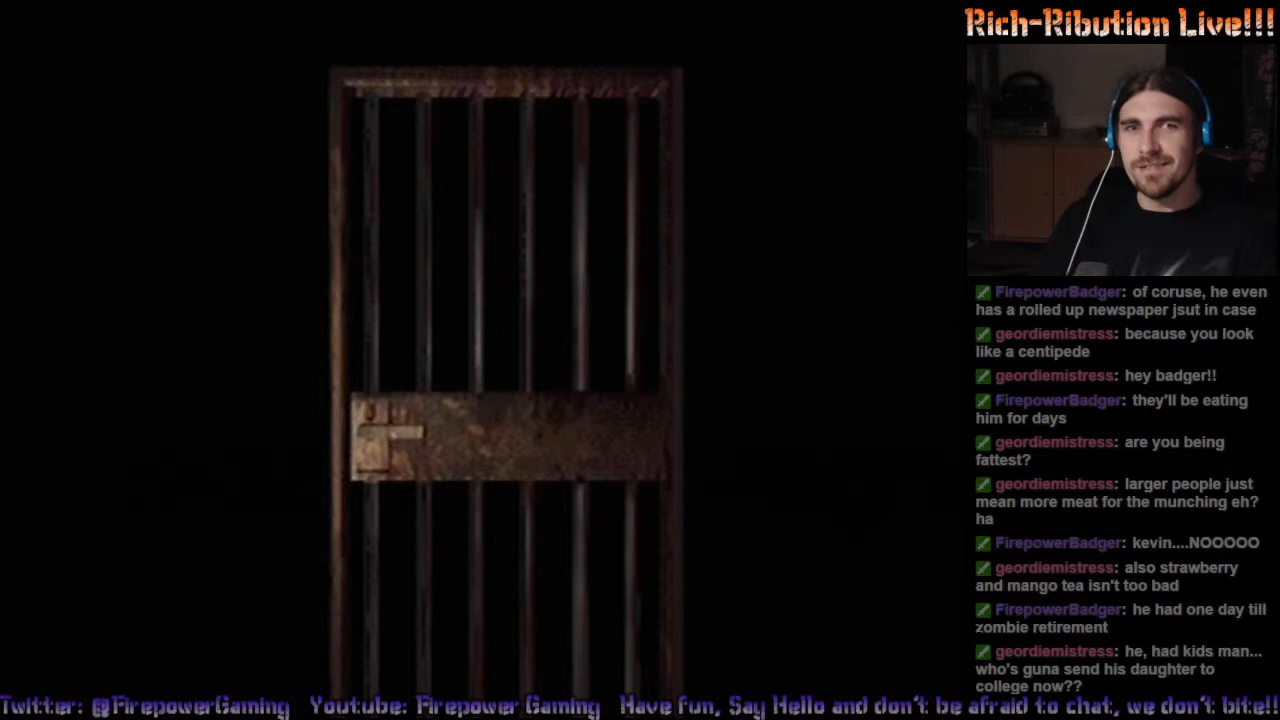 Rich-Ribution Live!!!
FirepowerBadger: of coruse, he even
has a rolled up newspaper jsut in case
geordiemistress: because you look
like a centipede
geordiemistress: hey badger!!
FirepowerBadger: they'll be eating
him for days
geordiemistress: are you being
fattest?
geordiemistress: larger people just
mean more meat for the munching eh?
ha
FirepowerBadger: kevin....NOOOOO
geordiemistress: also strawberry
and mango tea isn't too bad
FirepowerBadger: he had one day till
zombie retirement
geordiemistress: he, had kids man...
who's guna send his daughter to
college now??
Twitter: @FirepowerGaming Youtube: Firepower Gaming Have fun, Say Hello and don't be afraid to chat, we don't bite!!